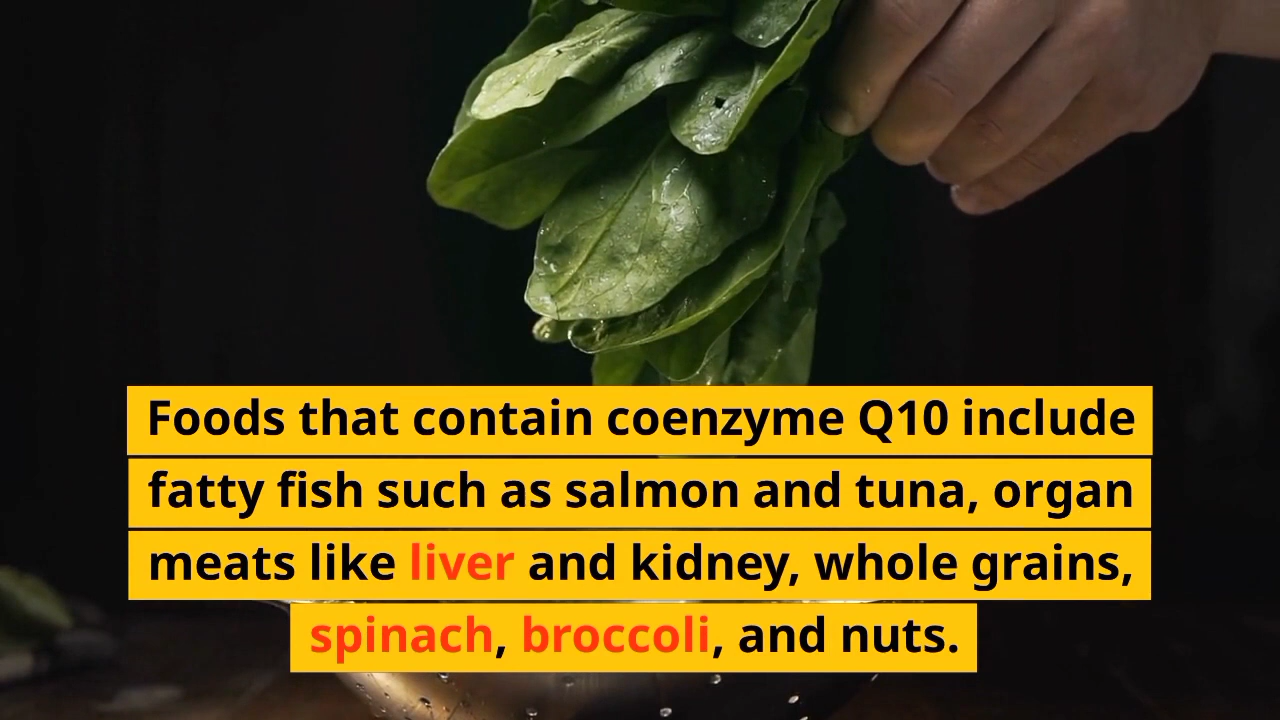 Foods that contain coenzyme Q10 include
fatty fish such as salmon and tuna, organ
meats like liver and kidney, whole grains,
spinach, broccoli, and nuts.